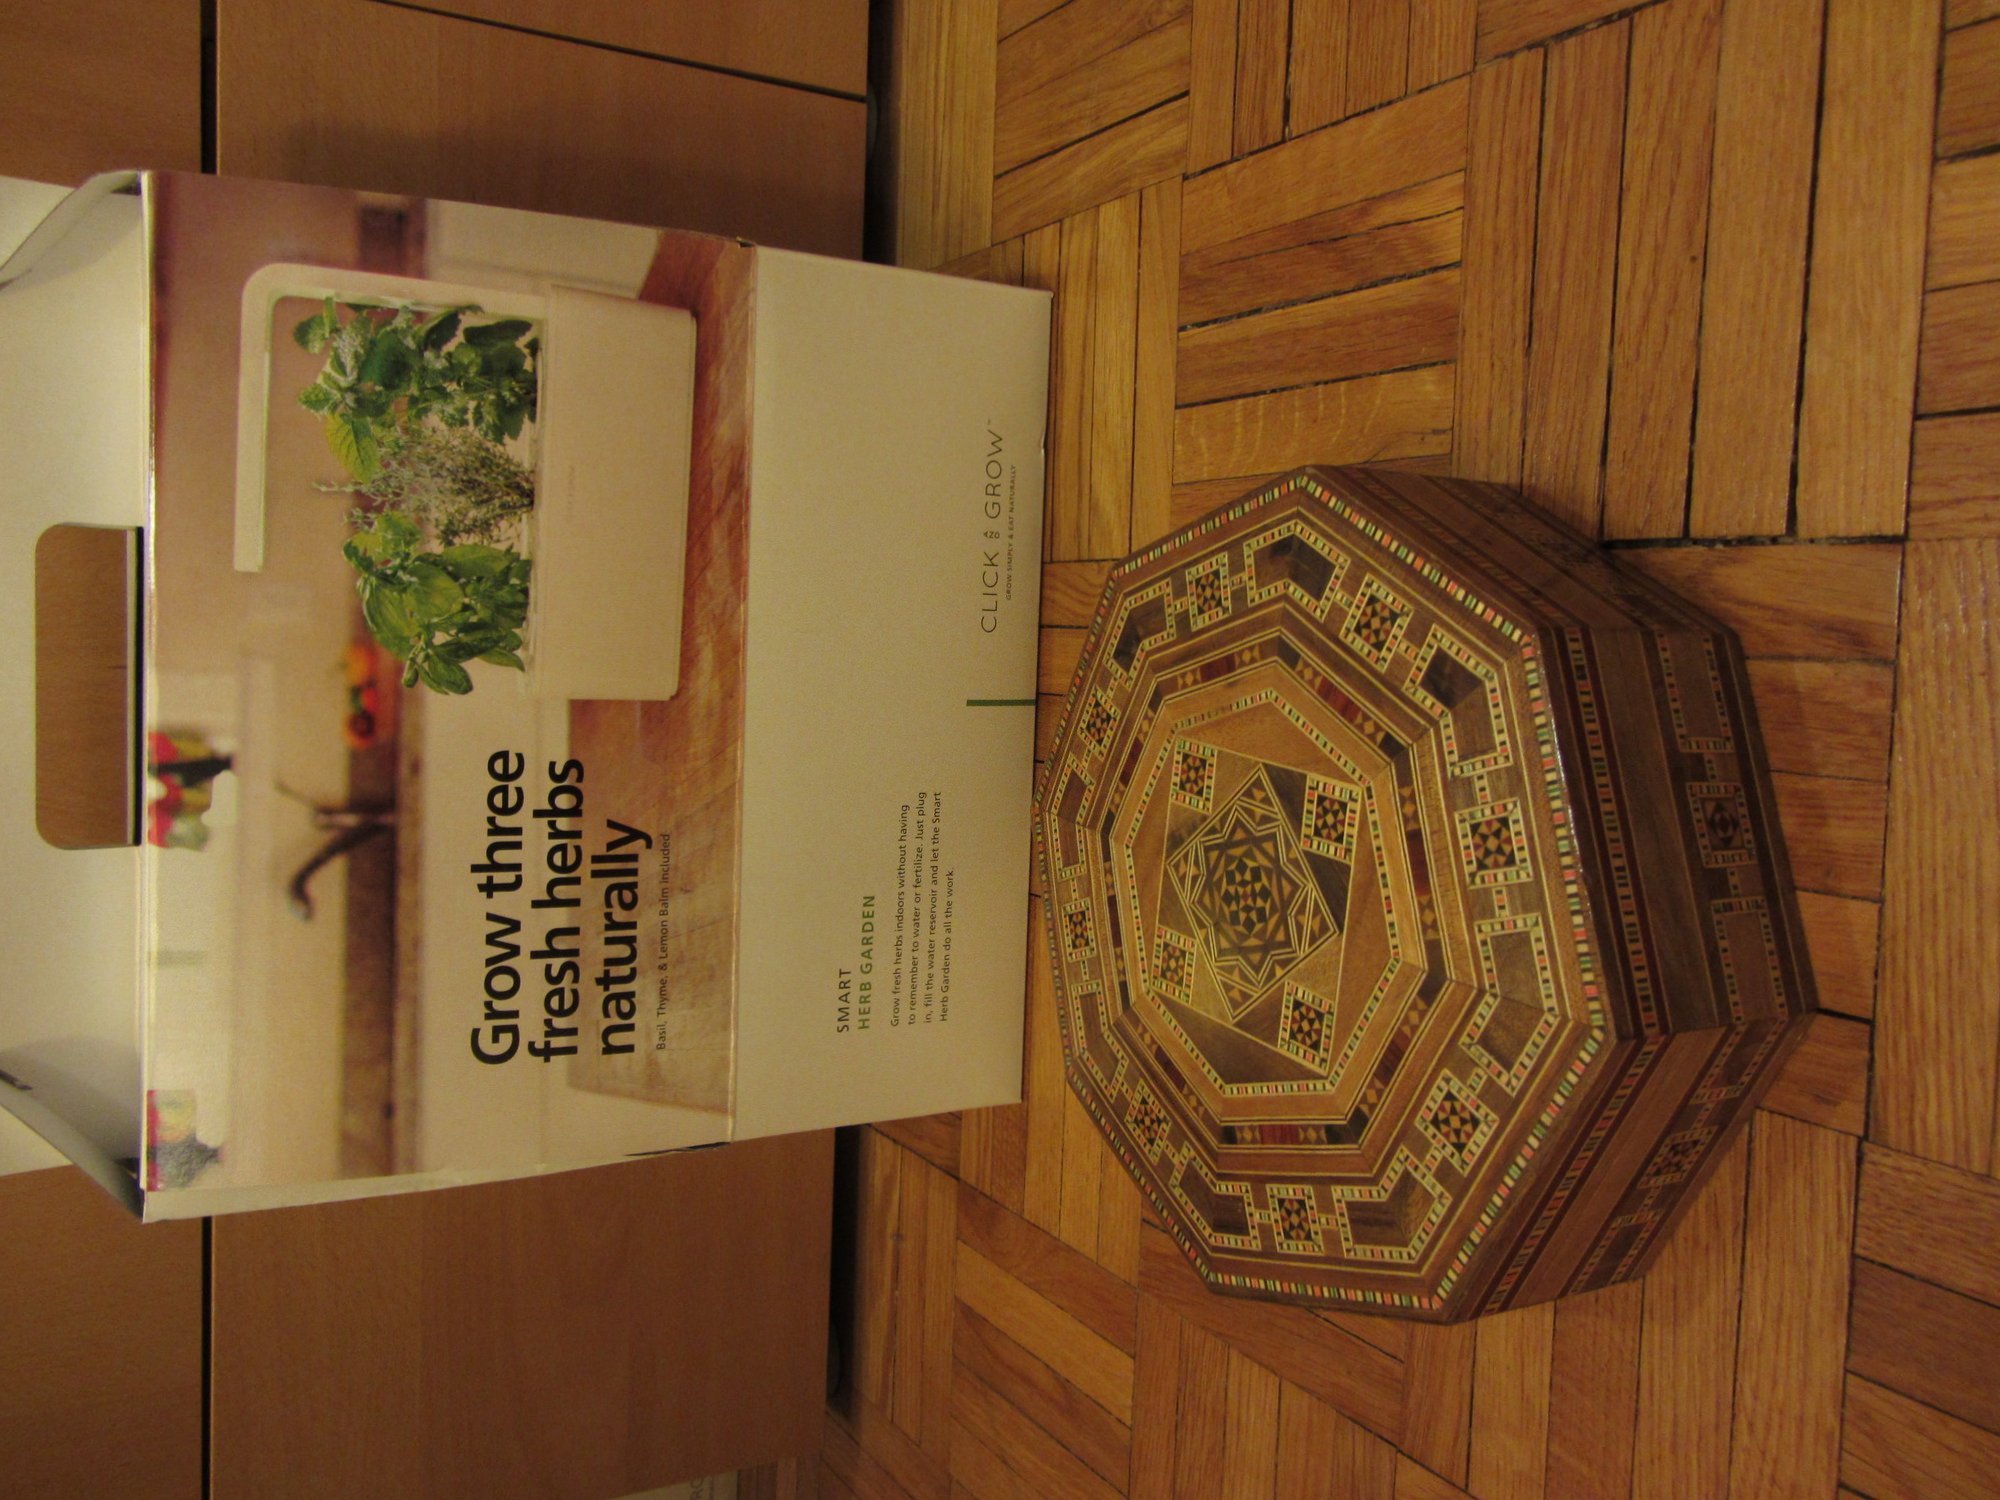 Grow three
fresh herbs
naturally
Basil, Thyme, & Lemon Balm Included
SMART
HERB GARDEN
Grow fresh herbs indoors without having
to remember to water or fertilize. Just plug
in, fill the water reservoir and let the Smart
Herb Garden do all the work.
CLICK AND GROW™
GROW SIMPLY & EAT NATURALLY